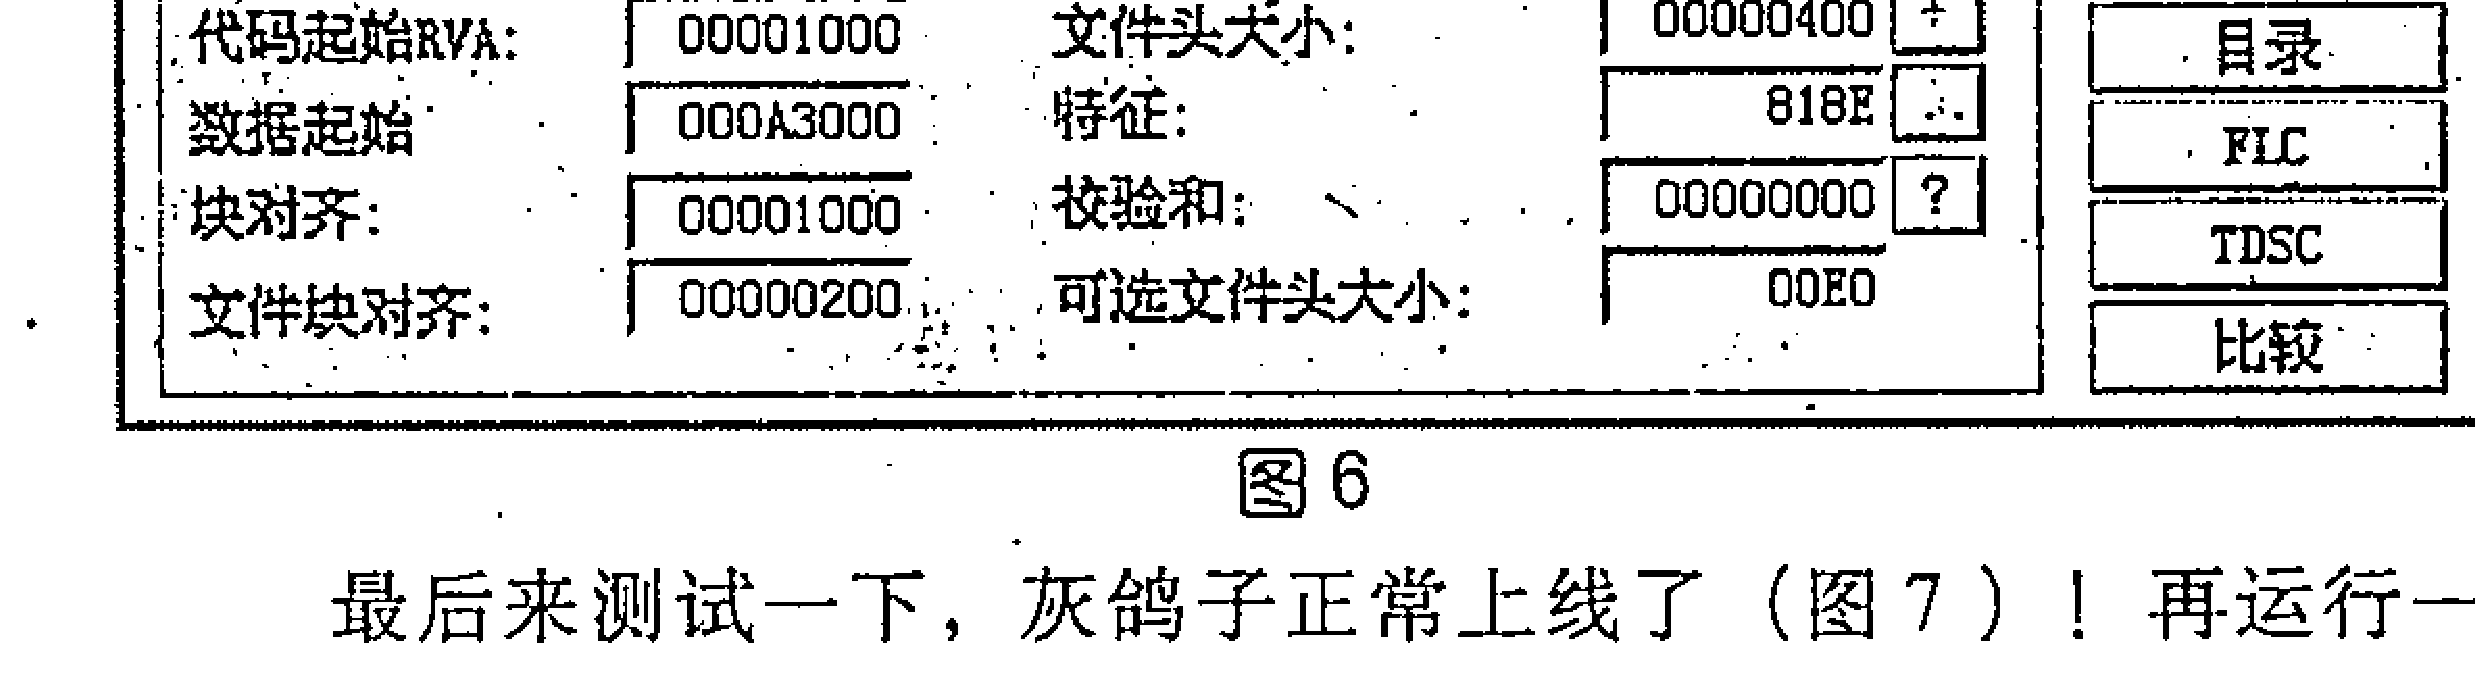 代码起始RVA: 00001000 文件头大小: 00000400 + 目录
数据起始 000A3000 特征: 818E ... FLC
块对齐: 00001000 校验和: 00000000 ? TDSC
文件块对齐: 00000200 可选文件头大小: 00E0 比较
图6
最后来测试一下，灰鸽子正常上线了（图7）！再运行一